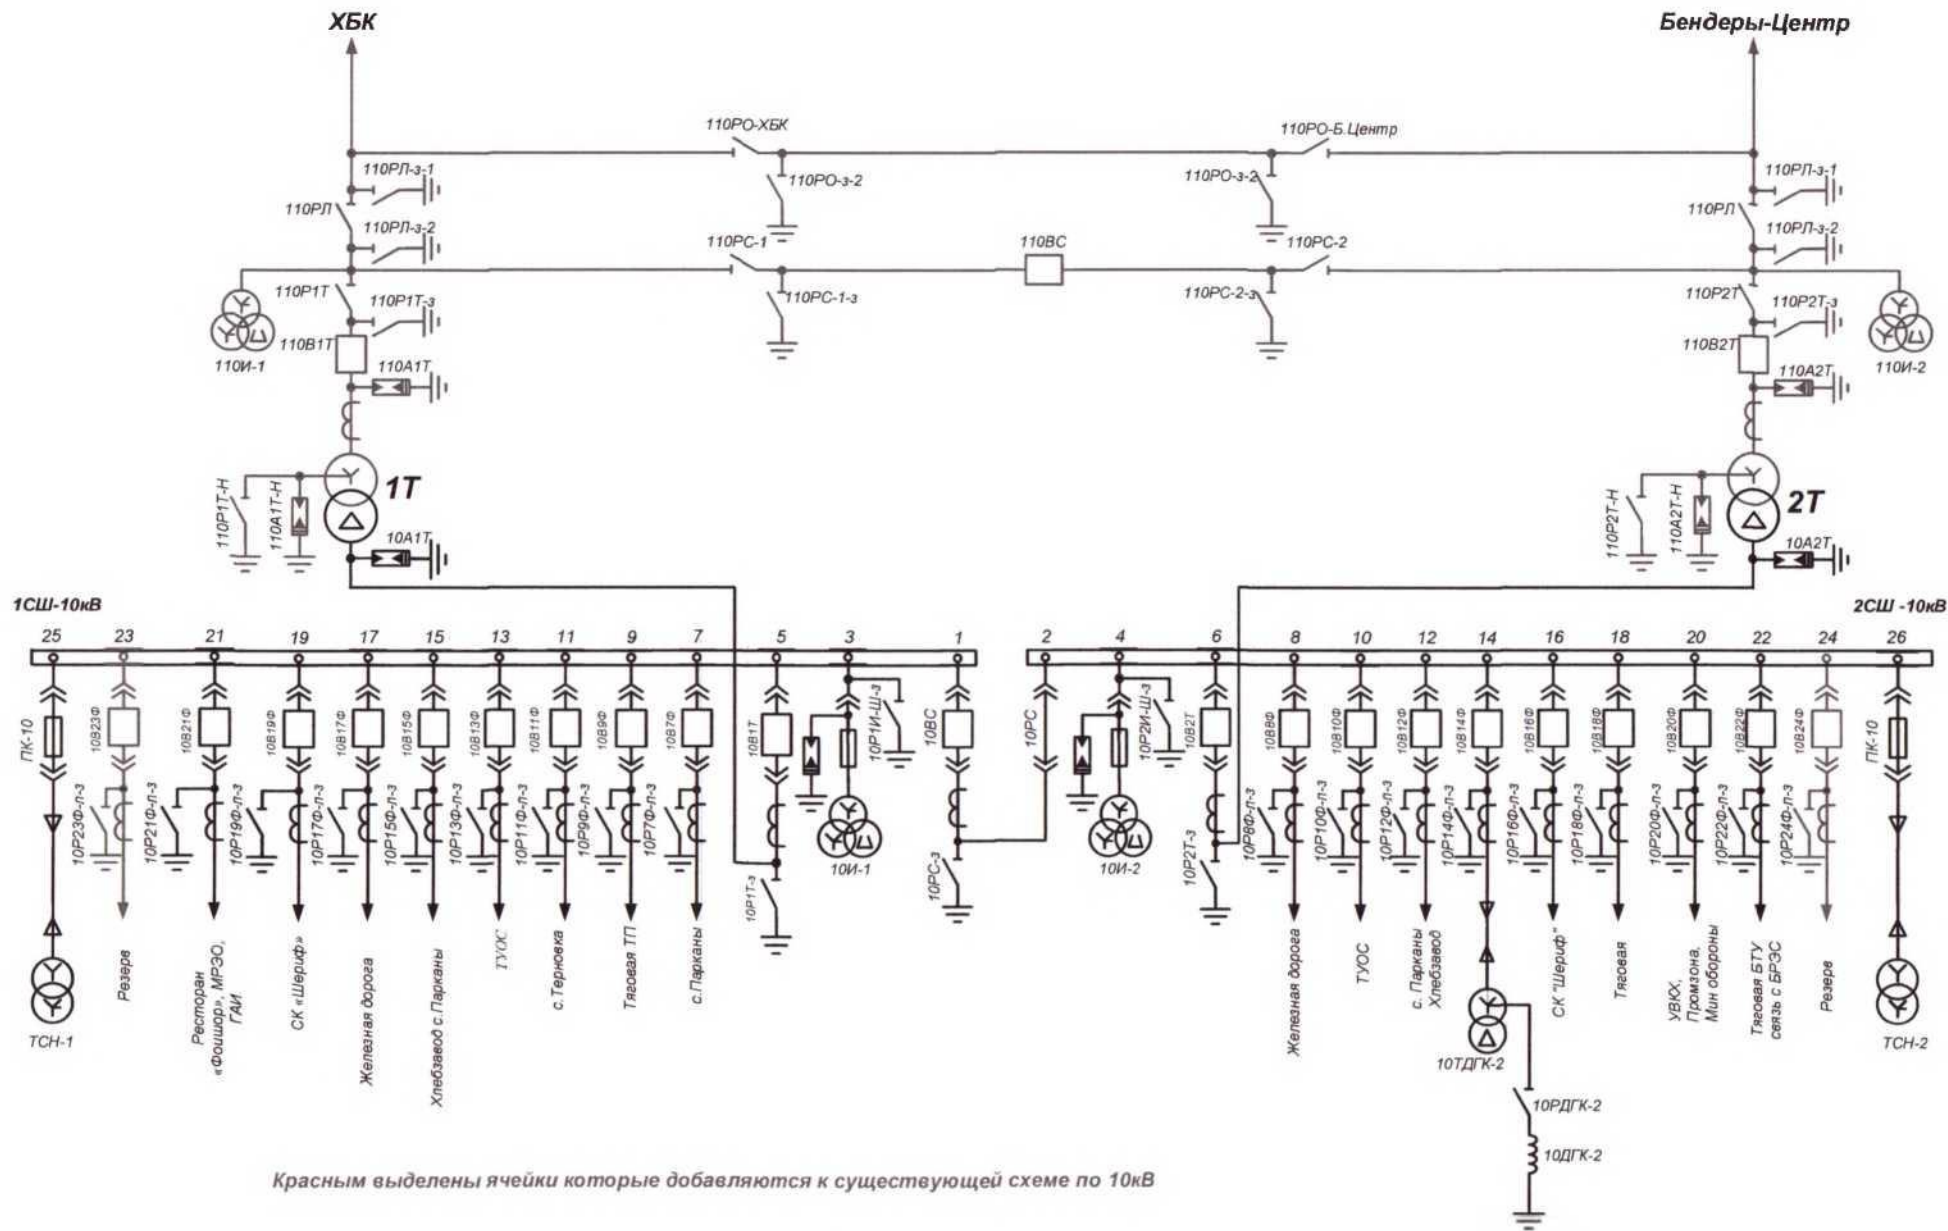 ХБК
Бендеры-Центр
110РО-ХБК
110РО-Б.Центр
110РЛ-з-1
110РО-з-2
110РО-з-2
110РЛ-з-1
110РЛ
110РЛ
110РЛ-з-2
110РЛ-з-2
110РС-1
110ВС
110РС-2
110Р1Т
110Р1Т-з
110РС-1-з
110РС-2-з
110Р2Т
110Р2Т-з
110В1Т
110В2Т
110И-1
110А1Т
110А2Т
110И-2
1Т
2Т
110Р1Т-Н
110А1Т-Н
110Р2Т-Н
110А2Т-Н
10А1Т
10А2Т
1СШ-10кВ
2СШ -10кВ
25 23 21 19 17 15 13 11 9 7 5 3 1 2 4 6 8 10 12 14 16 18 20 22 24 26
ПК-10
10В23Ф
10В21Ф
10В19Ф
10В17Ф
10В15Ф
10В13Ф
10В11Ф
10В9Ф
10В7Ф
10В1Т
10Р1И-Ш-з
10ВС
10РС
10Р2И-Ш-з
10В2Т
10В8Ф
10В10Ф
10В12Ф
10В14Ф
10В16Ф
10В18Ф
10В20Ф
10В22Ф
10В24Ф
ПК-10
10Р23Ф-л-з
10Р21Ф-л-з
10Р19Ф-л-з
10Р17Ф-л-з
10Р15Ф-л-з
10Р13Ф-л-з
10Р11Ф-л-з
10Р9Ф-л-з
10Р7Ф-л-з
10Р1Т-з
10И-1
10РС-з
10И-2
10Р2Т-з
10Р8Ф-л-з
10Р10Ф-л-з
10Р12Ф-л-з
10Р14Ф-л-з
10Р16Ф-л-з
10Р18Ф-л-з
10Р20Ф-л-з
10Р22Ф-л-з
10Р24Ф-л-з
ТСН-1
Резерв
Ресторан
«Фоишор», МРЭО,
ГАИ
СК «Шериф»
Железная дорога
Хлебзавод с.Парканы
ТУОС
с.Терновка
Тяговая ТП
с.Парканы
Железная дорога
ТУОС
с. Парканы
Хлебзавод
10ТДГК-2
СК "Шериф"
Тяговая
УВКХ,
Промзона,
Мин обороны
Тяговая БТУ
связь с БРЭС
Резерв
ТСН-2
10РДГК-2
10ДГК-2
Красным выделены ячейки которые добавляются к существующей схеме по 10кВ